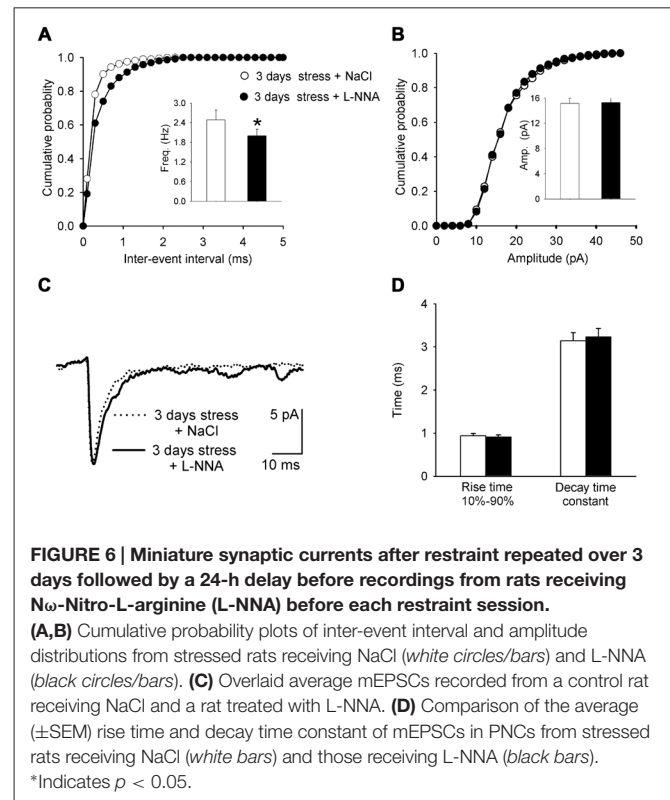 A
Cumulative probablity
1.0
0.8
0.6
0.4
0.2
0.0
0
1
2
3
4
5
Inter-event interval (ms)
3 days stress + NaCl
3 days stress + L-NNA
Freq. (Hz)
3.0
2.4
1.8
1.2
0.6
0.0
*
B
Cumulative probablity
1.0
0.8
0.6
0.4
0.2
0.0
0
10
20
30
40
50
Amplitude (pA)
Amp. (pA)
16
12
8
4
0
C
3 days stress
+ NaCl
3 days stress
+ L-NNA
5 pA
10 ms
D
Time (ms)
4
3
2
1
0
Rise time
10%-90%
Decay time
constant
FIGURE 6 | Miniature synaptic currents after restraint repeated over 3
days followed by a 24-h delay before recordings from rats receiving
Nω-Nitro-L-arginine (L-NNA) before each restraint session.
(A,B) Cumulative probability plots of inter-event interval and amplitude
distributions from stressed rats receiving NaCl (white circles/bars) and L-NNA
(black circles/bars). (C) Overlaid average mEPSCs recorded from a control rat
receiving NaCl and a rat treated with L-NNA. (D) Comparison of the average
(±SEM) rise time and decay time constant of mEPSCs in PNCs from stressed
rats receiving NaCl (white bars) and those receiving L-NNA (black bars).
*Indicates p < 0.05.